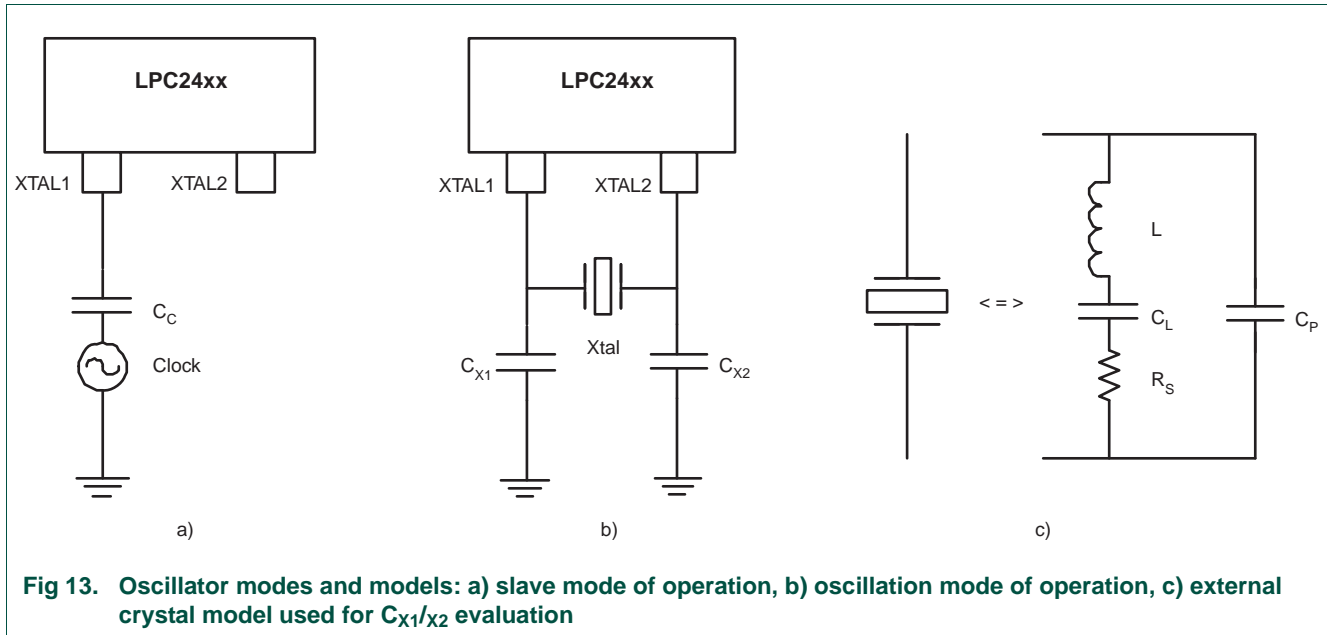 LPC24xx
XTAL1
XTAL2
C_C
Clock
a)
LPC24xx
XTAL1
XTAL2
Xtal
C_X1
C_X2
b)
< = >
L
C_L
R_S
C_P
c)
Fig 13. Oscillator modes and models: a) slave mode of operation, b) oscillation mode of operation, c) external
crystal model used for C_X1/X2 evaluation